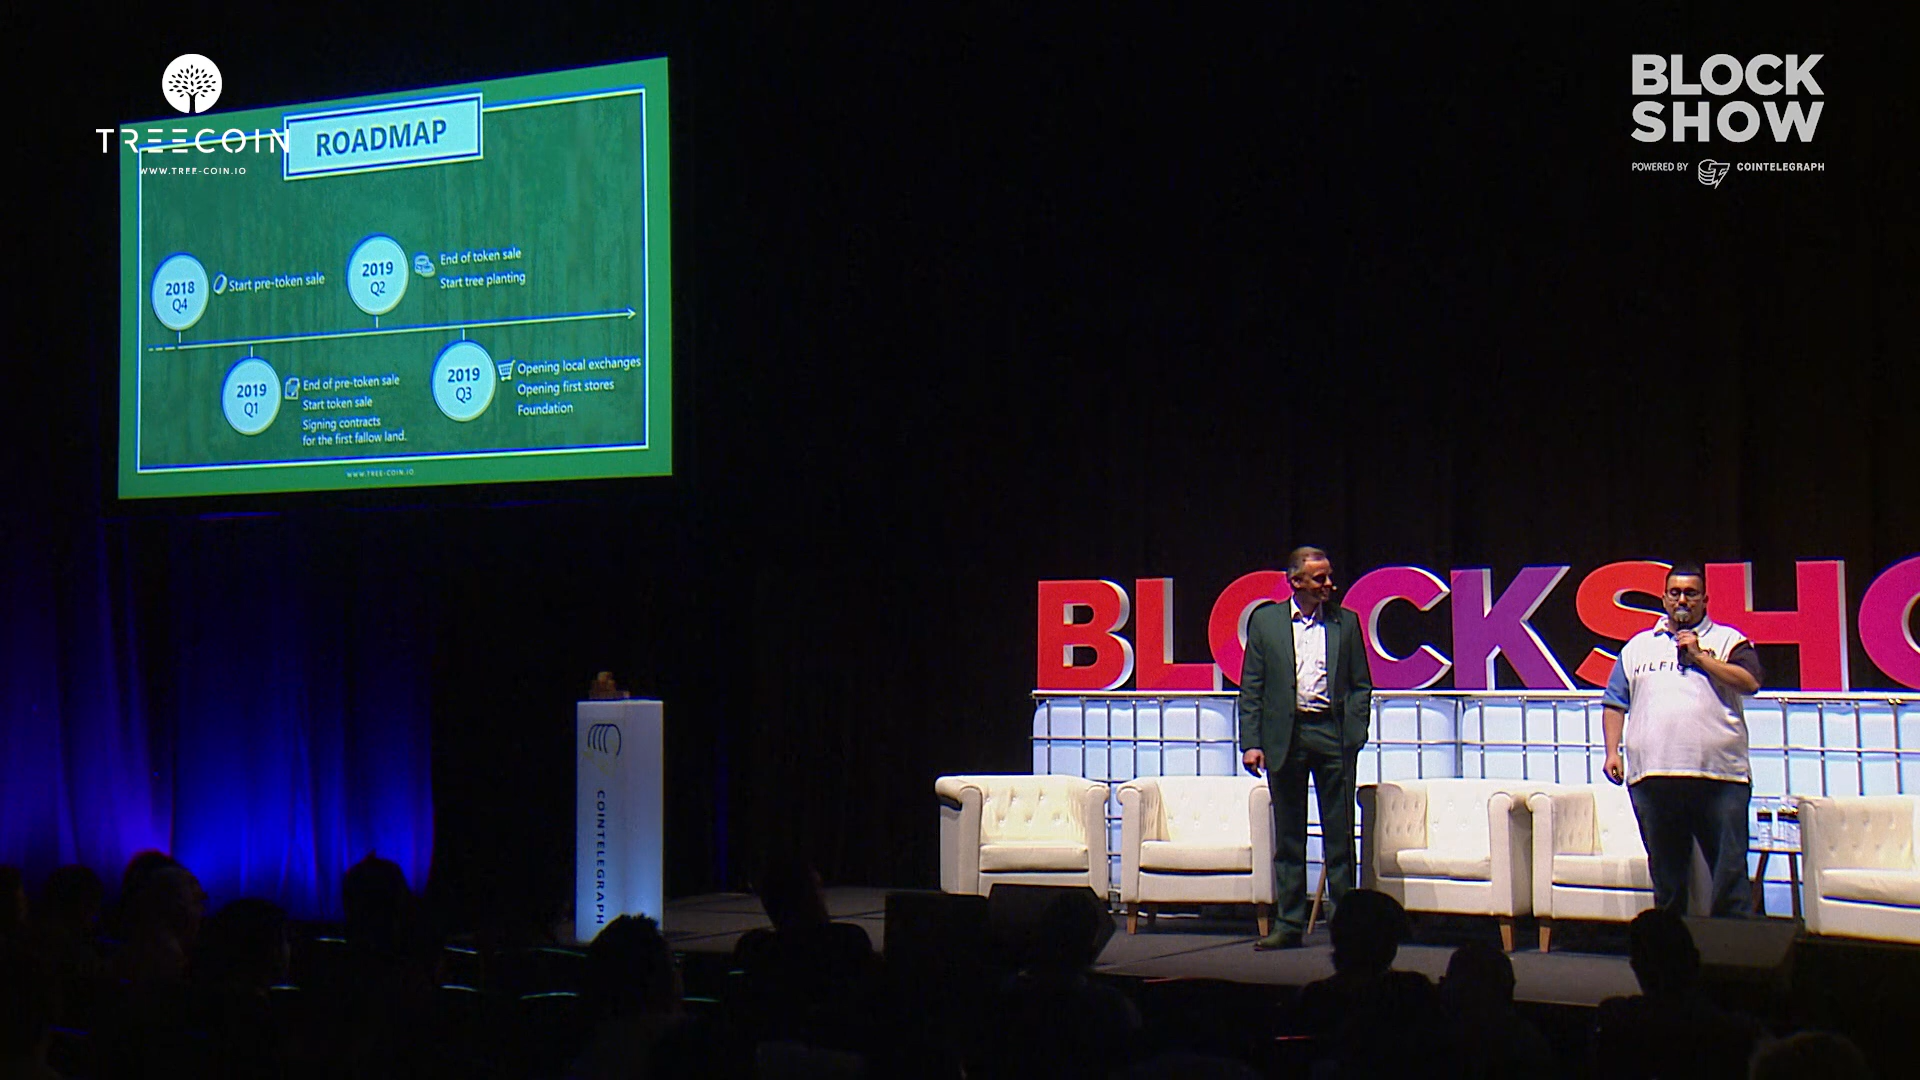 TREECOIN
WWW.TREE-COIN.IO
ROADMAP
2018
Q4
Start pre-token sale
2019
Q2
End of token sale
Start tree planting
2019
Q1
End of pre-token sale
Start token sale
Signing contracts
for the first fallow land.
2019
Q3
Opening local exchanges
Opening first stores
Foundation
WWW.TREE-COIN.IO
BLOCK
SHOW
POWERED BY COINTELEGRAPH
BLOCKSHO
HILFI
COINTELEGRAPH